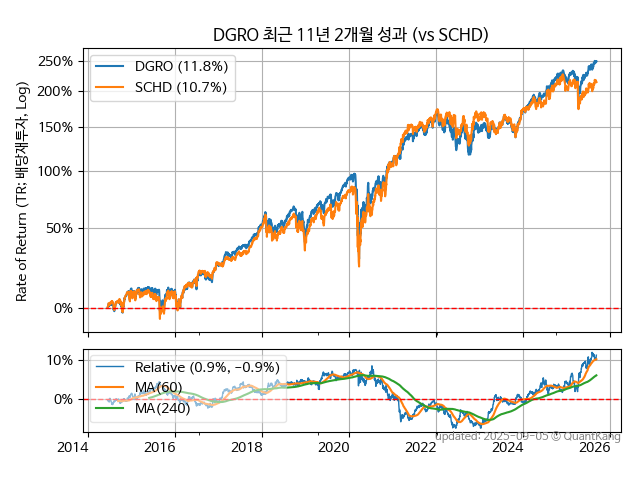 DGRO 최근 11년 2개월 성과 (vs SCHD)
Rate of Return (TR; 배당재투자, Log)
250%
200%
150%
100%
50%
0%
DGRO (11.8%)
SCHD (10.7%)
10%
0%
Relative (0.9%, −0.9%)
MA(60)
MA(240)
updated: 2025-09-05 © QuantKang
2014 2016 2018 2020 2022 2024 2026